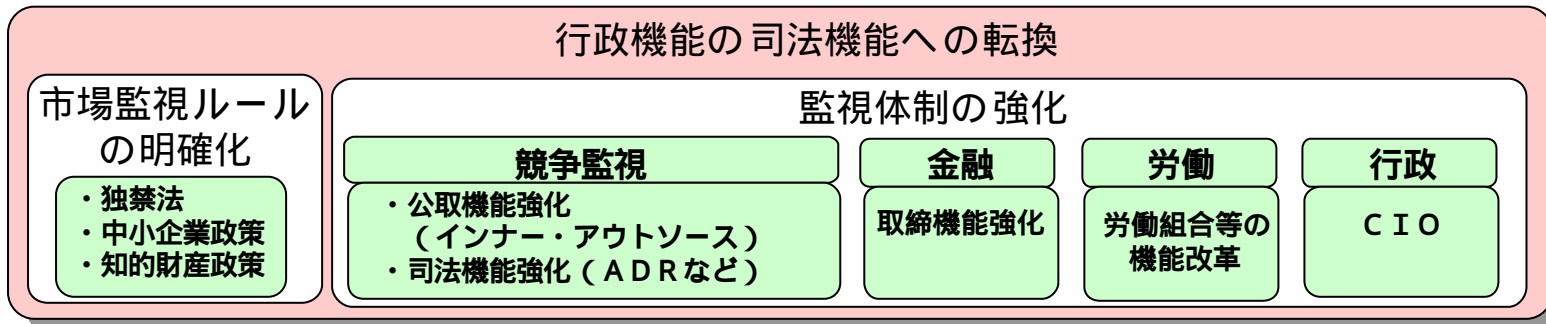 行政機能の司法機能への転換
市場監視ルール
の明確化
・独禁法
・中小企業政策
・知的財産政策
監視体制の強化
競争監視
・公取機能強化
（インナー・アウトソース）
・司法機能強化（ＡＤＲなど）
金融
取締機能強化
労働
労働組合等の
機能改革
行政
ＣＩＯ